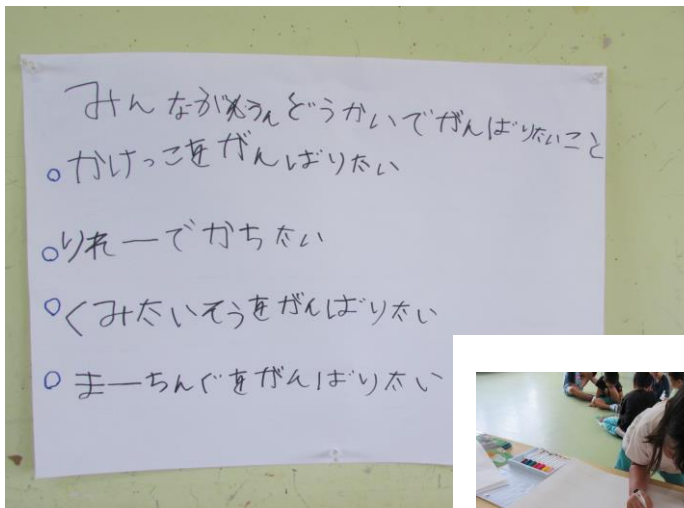 みんながうんどうかいでがんばりたいこと
かけっこをがんばりたい
りれーでかちたい
くみたいそうをがんばりたい
まーちんぐをがんばりたい